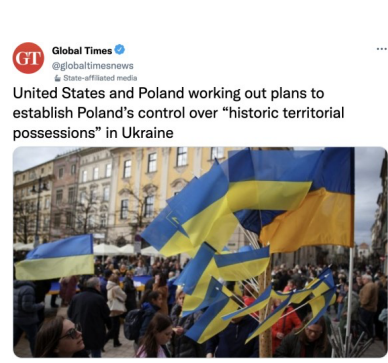 GT
Global Times
@globaltimesnews
State-affiliated media
United States and Poland working out plans to
establish Poland's control over “historic territorial
possessions” in Ukraine